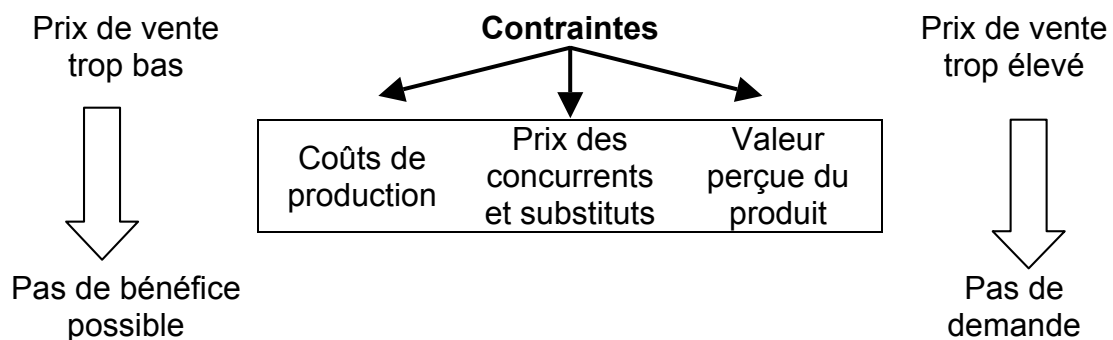 Prix de vente
trop bas
Contraintes
Prix de vente
trop élevé
Coûts de
production
Prix des
concurrents
et substituts
Valeur
perçue du
produit
Pas de bénéfice
possible
Pas de
demande